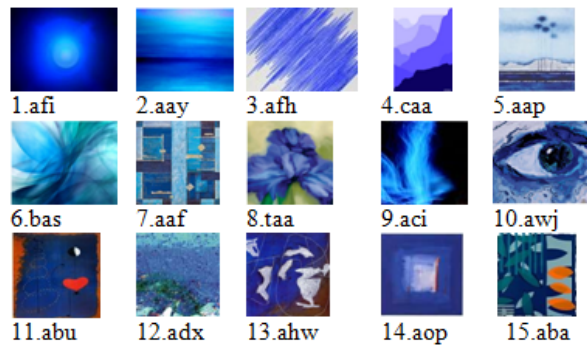 1.afi 2.aay 3.afh 4.caa 5.aap
6.bas 7.aaf 8.taa 9.aci 10.awj
11.abu 12.adx 13.ahw 14.aop 15.aba